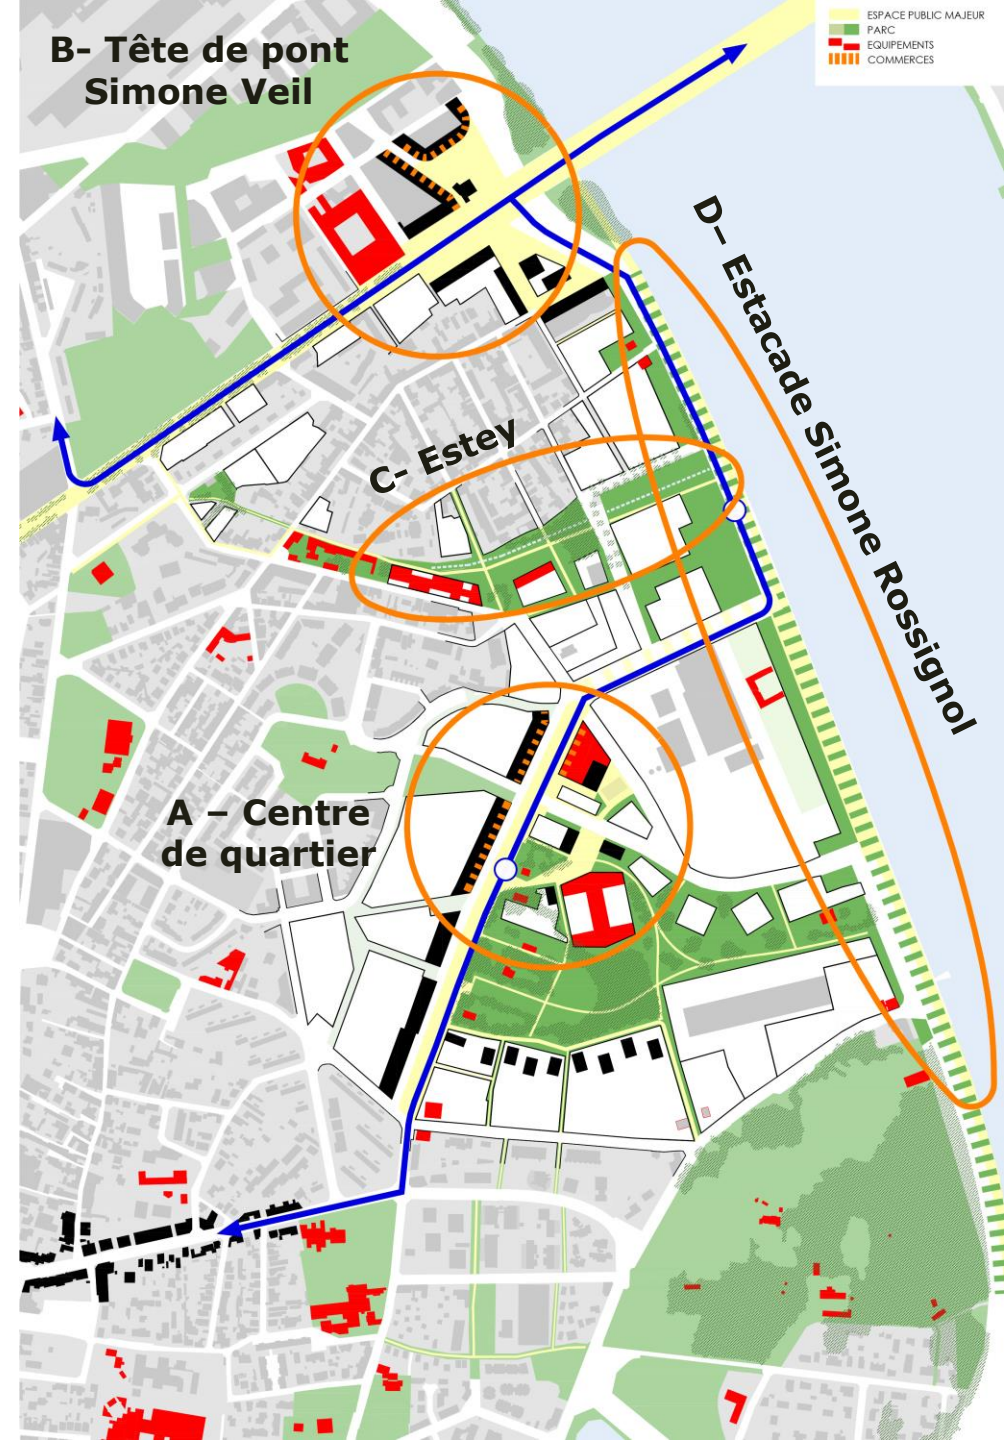 ESPACE PUBLIC MAJEUR
PARC
EQUIPEMENTS
COMMERCES
B- Tête de pont
Simone Veil
D– Estacade Simone Rossignol
C- Estey
A – Centre
de quartier